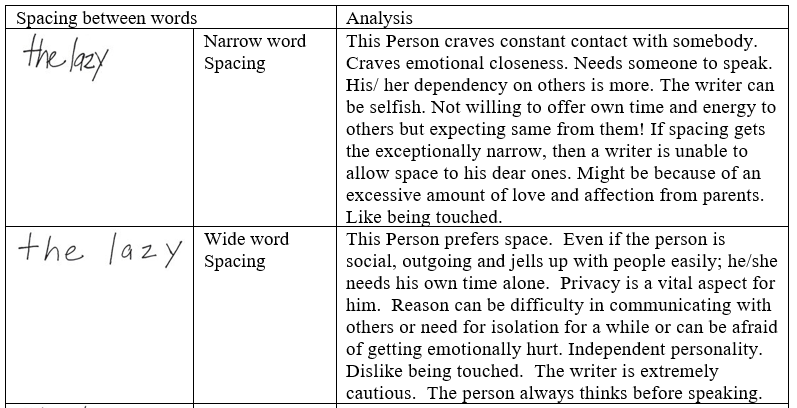 Spacing between words
Analysis
the lazy
Narrow word
Spacing
This Person craves constant contact with somebody.
Craves emotional closeness. Needs someone to speak.
His/ her dependency on others is more. The writer can
be selfish. Not willing to offer own time and energy to
others but expecting same from them! If spacing gets
the exceptionally narrow, then a writer is unable to
allow space to his dear ones. Might be because of an
excessive amount of love and affection from parents.
Like being touched.
the lazy
Wide word
Spacing
This Person prefers space.  Even if the person is
social, outgoing and jells up with people easily; he/she
needs his own time alone.  Privacy is a vital aspect for
him.  Reason can be difficulty in communicating with
others or need for isolation for a while or can be afraid
of getting emotionally hurt. Independent personality.
Dislike being touched.  The writer is extremely
cautious.  The person always thinks before speaking.